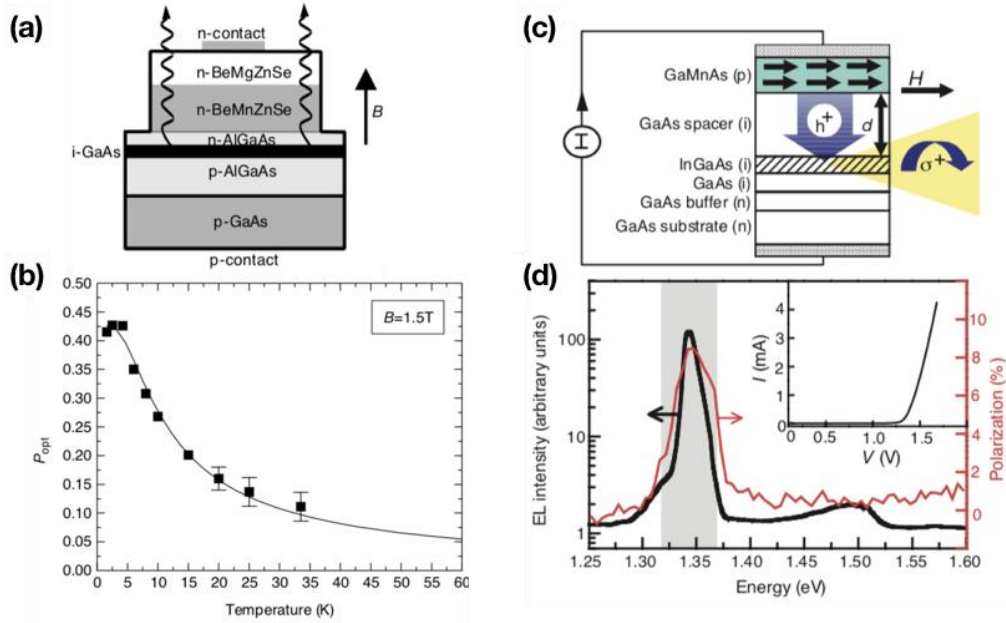 (a)
n-contact
n-BeMgZnSe
n-BeMnZnSe
B
n-AlGaAs
i-GaAs
p-AlGaAs
p-GaAs
p-contact
(b)
0.50
0.45
0.40
0.35
0.30
0.25
0.20
0.15
0.10
0.05
0.00
P opt
B=1.5T
0 5 10 15 20 25 30 35 40 45 50 55 60
Temperature (K)
(c)
GaMnAs (p)
H
I
h+
d
GaAs spacer (i)
InGaAs (i)
σ+
GaAs (i)
GaAs buffer (n)
GaAs substrate (n)
(d)
EL intensity (arbitrary units)
100
10
1
I (mA)
4
3
2
1
0
0 0.5 1.0 1.5
V (V)
10
8
6
4
2
0
Polarization (%)
1.25 1.30 1.35 1.40 1.45 1.50 1.55 1.60
Energy (eV)